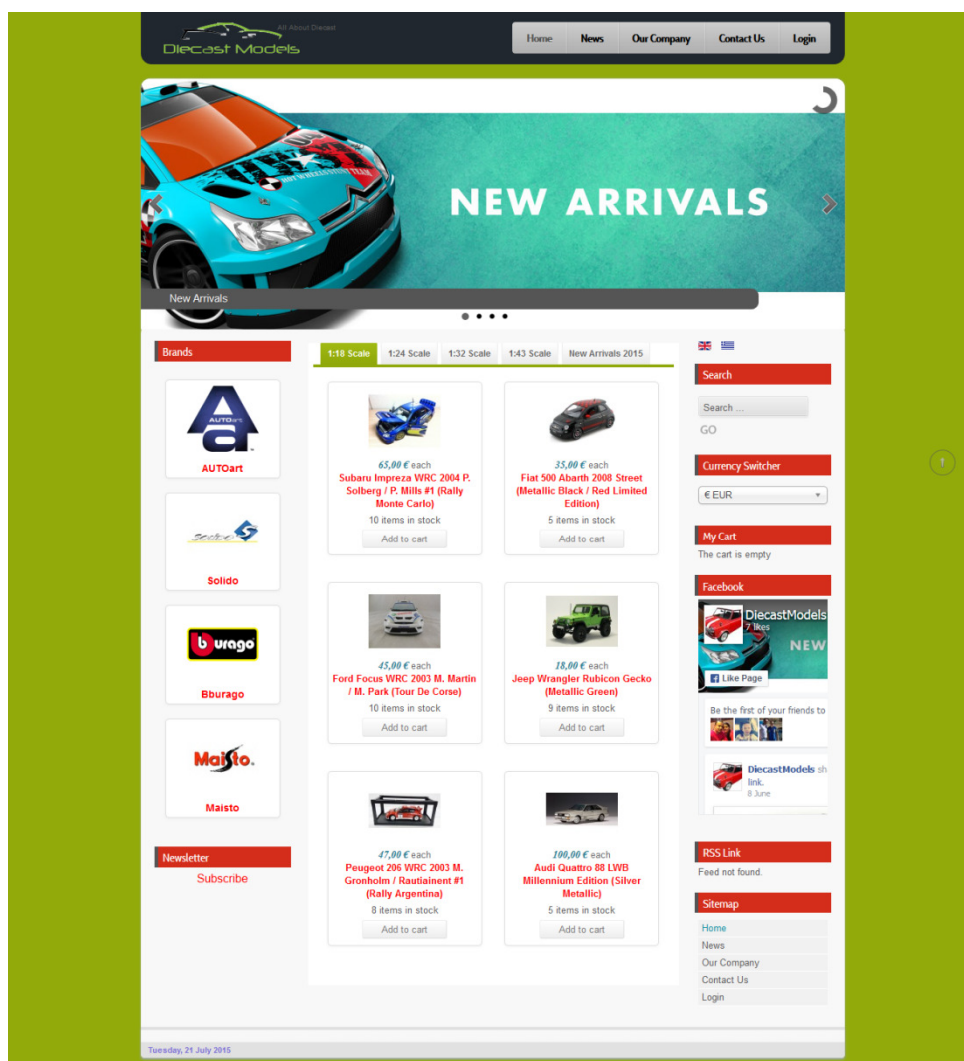 All About Diecast
Diecast Models
Home News Our Company Contact Us Login
HOT WHEELS STUNT TEAM
NEW ARRIVALS
New Arrivals
Brands
AUTOart
AUTOart
Solido
Solido
burago
Bburago
Maisto.
Maisto
Newsletter
Subscribe
1:18 Scale 1:24 Scale 1:32 Scale 1:43 Scale New Arrivals 2015
65,00 € each
Subaru Impreza WRC 2004 P.
Solberg / P. Mills #1 (Rally
Monte Carlo)
10 items in stock
Add to cart
35,00 € each
Fiat 500 Abarth 2008 Street
(Metallic Black / Red Limited
Edition)
5 items in stock
Add to cart
45,00 € each
Ford Focus WRC 2003 M. Martin
/ M. Park (Tour De Corse)
10 items in stock
Add to cart
18,00 € each
Jeep Wrangler Rubicon Gecko
(Metallic Green)
9 items in stock
Add to cart
47,00 € each
Peugeot 206 WRC 2003 M.
Gronholm / Rautiainent #1
(Rally Argentina)
8 items in stock
Add to cart
100,00 € each
Audi Quattro 88 LWB
Millennium Edition (Silver
Metallic)
5 items in stock
Add to cart
Search
Search ...
GO
Currency Switcher
€ EUR
My Cart
The cart is empty
Facebook
DiecastModels
7 likes
NEW
Like Page
Be the first of your friends to
DiecastModels sh
link.
8 June
RSS Link
Feed not found.
Sitemap
Home
News
Our Company
Contact Us
Login
Tuesday, 21 July 2015